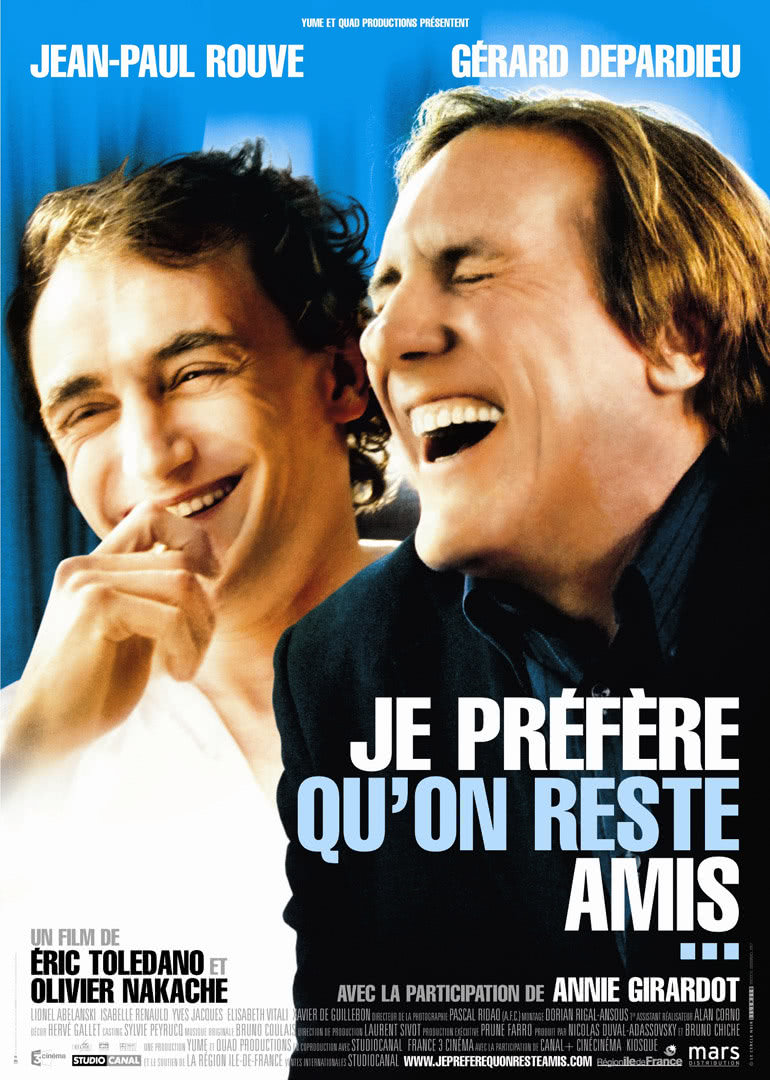 YUME ET QUAD PRODUCTIONS PRÉSENTENT
JEAN-PAUL ROUVE
GÉRARD DEPARDIEU
JE PRÉFÈRE
QU'ON RESTE
AMIS
...
UN FILM DE
ÉRIC TOLEDANO ET
OLIVIER NAKACHE
AVEC LA PARTICIPATION DE ANNIE GIRARDOT
LIONEL ABELANSKI ISABELLE RENAULD YVES JACQUES ELISABETH VITALI XAVIER DE GUILLEBON DIRECTEUR DE LA PHOTOGRAPHIE PASCAL RIDAO (A.F.C.) MONTAGE DORIAN RIGAL-ANSOUS 1er ASSISTANT RÉALISATEUR ALAN CORNO
DÉCOR HERVÉ GALLET CASTING SYLVIE PEYRUCQ MUSIQUE ORIGINALE BRUNO COULAIS DIRECTION DE PRODUCTION LAURENT SIVOT PRODUCTION EXÉCUTIVE PRUNE FARRO PRODUIT PAR NICOLAS DUVAL-ADASSOVSKY ET BRUNO CHICHE
UNE PRODUCTION YUME ET QUAD PRODUCTIONS EN COPRODUCTION AVEC STUDIOCANAL FRANCE 3 CINÉMA AVEC LA PARTICIPATION DE CANAL+ CINÉCINÉMA KIOSQUE
3 cinéma STUDIO CANAL ET LE SOUTIEN DE LA RÉGION ILE-DE-FRANCE VENTES INTERNATIONALES STUDIOCANAL WWW.JEPREFEREQUONRESTEAMIS.COM Région île de France mars
DISTRIBUTION